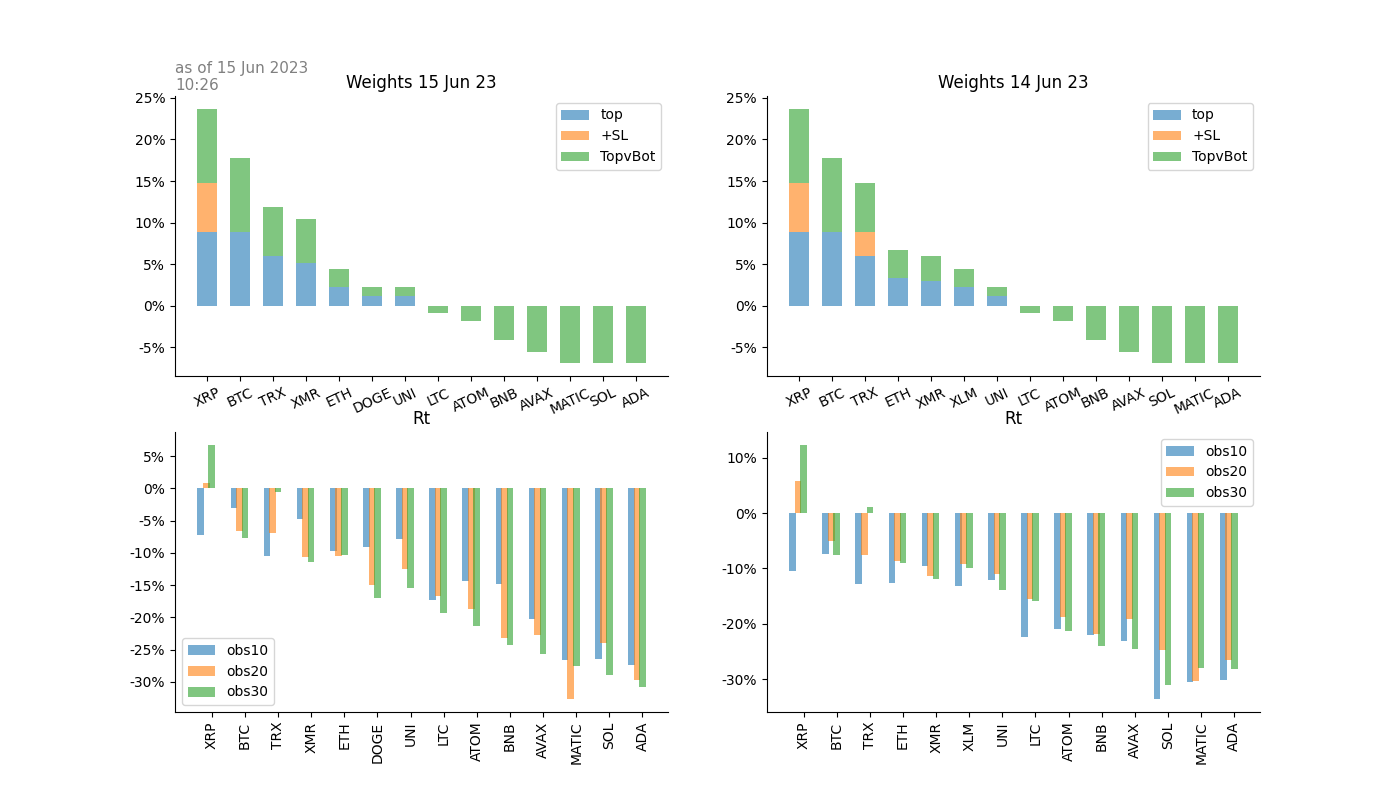 as of 15 Jun 2023
10:26
Weights 15 Jun 23
25%
20%
15%
10%
5%
0%
-5%
top
+SL
TopvBot
XRP BTC TRX XMR ETH DOGE UNI LTC ATOM BNB AVAX MATIC SOL ADA
Weights 14 Jun 23
25%
20%
15%
10%
5%
0%
-5%
top
+SL
TopvBot
XRP BTC TRX ETH XMR XLM UNI LTC ATOM BNB AVAX SOL MATIC ADA
Rt
5%
0%
-5%
-10%
-15%
-20%
-25%
-30%
obs10
obs20
obs30
XRP BTC TRX XMR ETH DOGE UNI LTC ATOM BNB AVAX MATIC SOL ADA
Rt
10%
0%
-10%
-20%
-30%
obs10
obs20
obs30
XRP BTC TRX ETH XMR XLM UNI LTC ATOM BNB AVAX SOL MATIC ADA